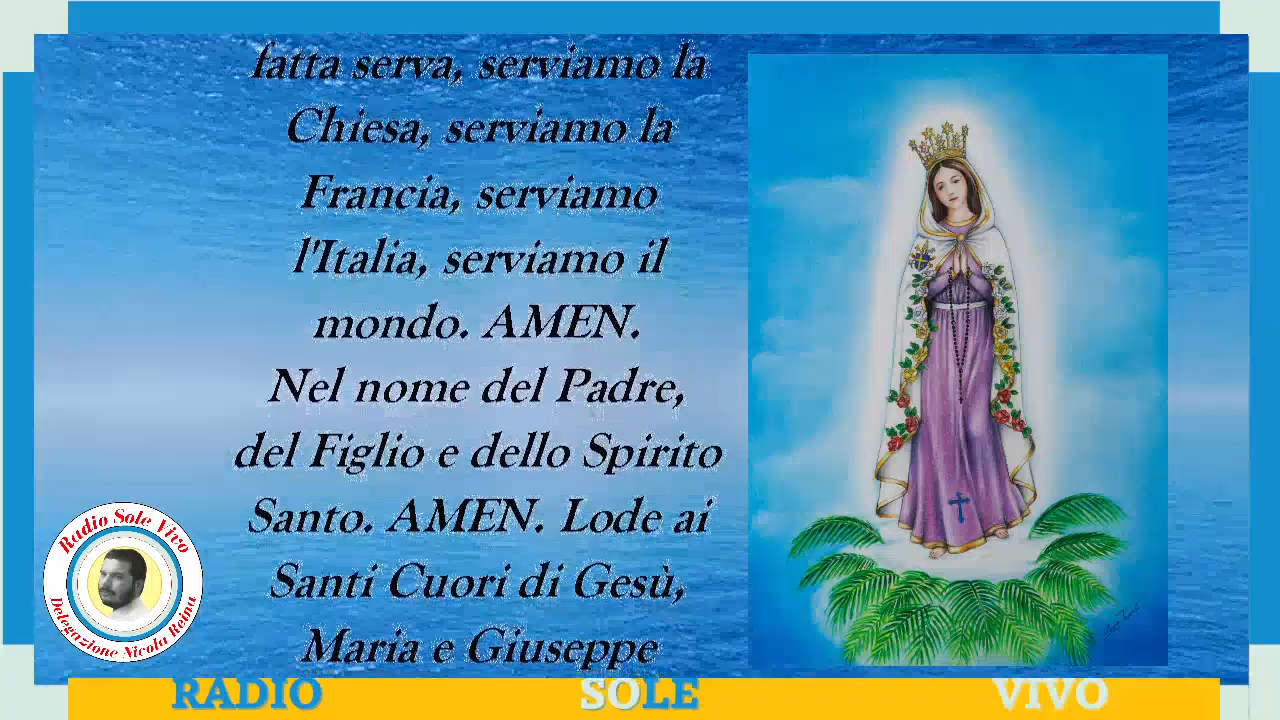 fatta serva, serviamo la
Chiesa, serviamo la
Francia, serviamo
l'Italia, serviamo il
mondo. AMEN.
Nel nome del Padre,
del Figlio e dello Spirito
Santo. AMEN. Lode ai
Santi Cuori di Gesù,
Maria e Giuseppe
Radio Sole Vivo
Delegazione Nicola Reina
RADIO SOLE VIVO